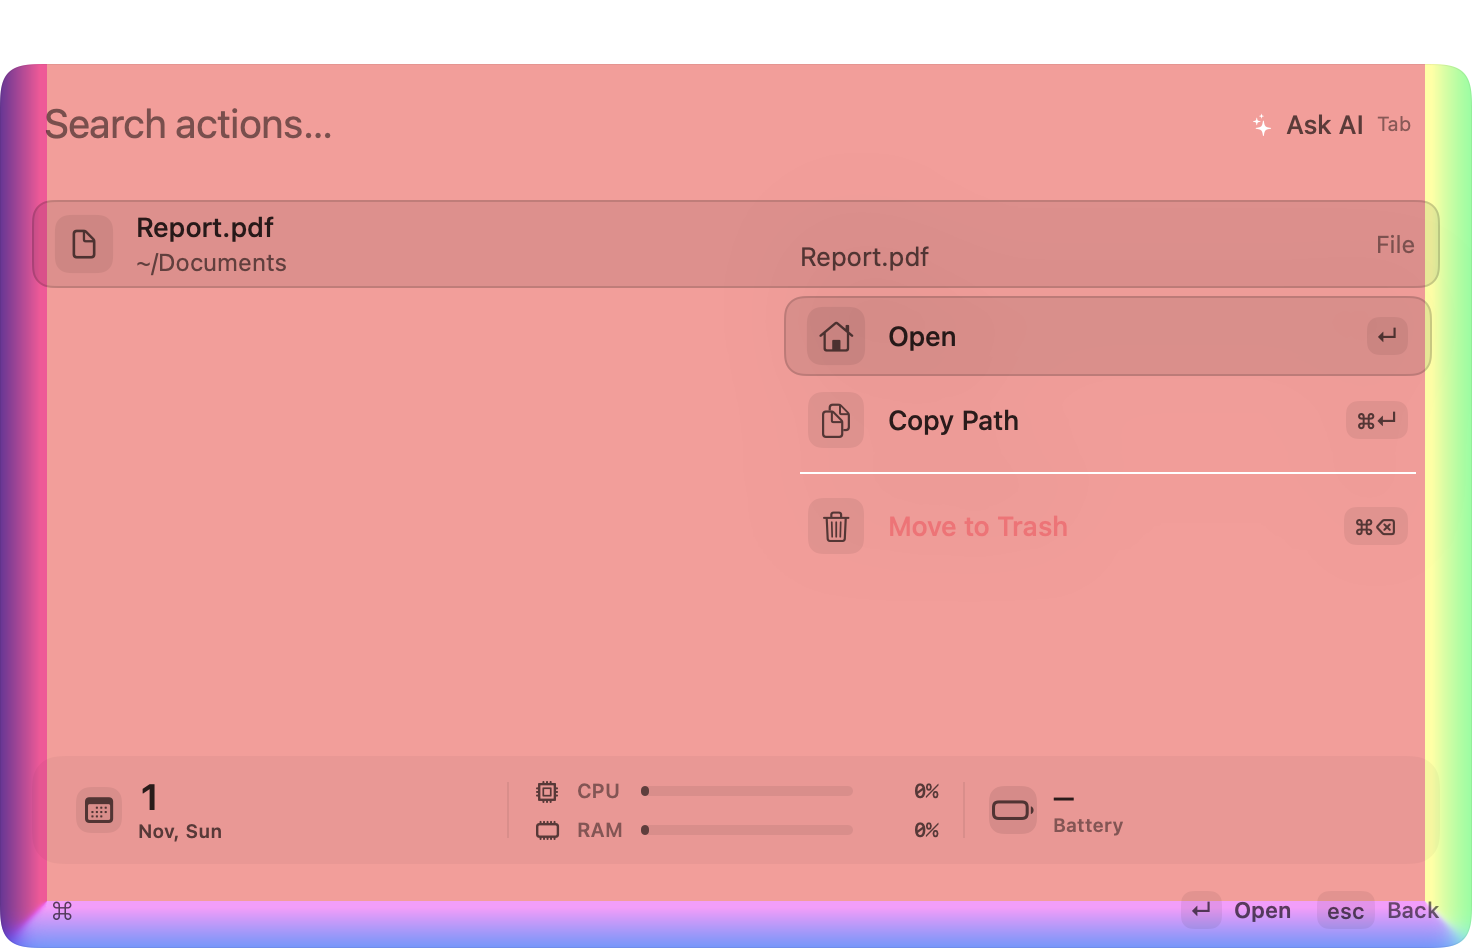 Search actions...
Ask AI Tab
Report.pdf
~/Documents
File
Report.pdf
Open ↵
Copy Path ⌘↵
Move to Trash ⌘⌫
1
Nov, Sun
CPU 0%
RAM 0%
–
Battery
⌘
↵ Open esc Back